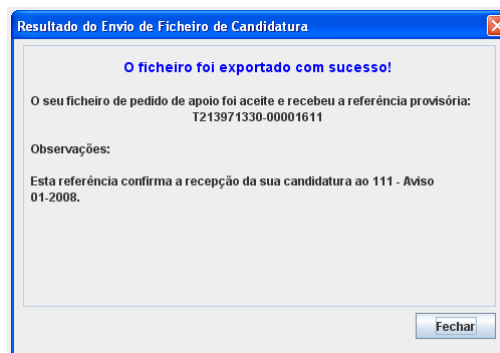 Resultado do Envio de Ficheiro de Candidatura
O ficheiro foi exportado com sucesso!
O seu ficheiro de pedido de apoio foi aceite e recebeu a referência provisória:
T213971330-00001611
Observações:
Esta referência confirma a recepção da sua candidatura ao 111 - Aviso
01-2008.
Fechar